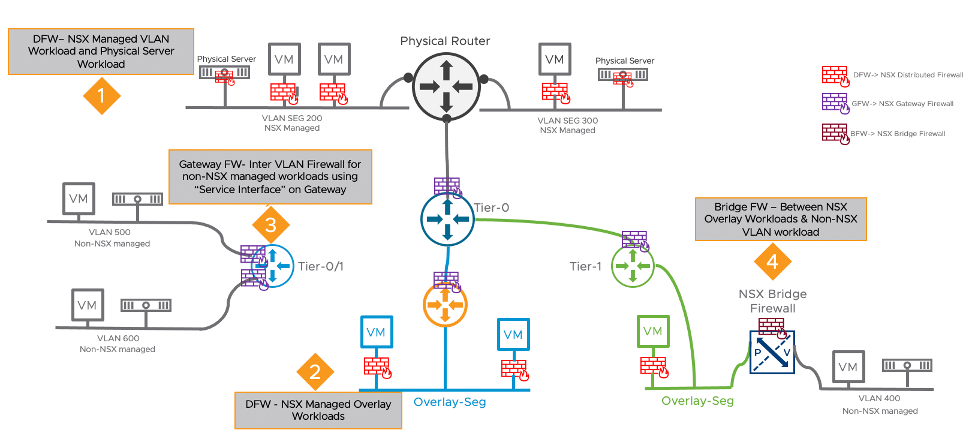 DFW– NSX Managed VLAN
Workload and Physical Server
Workload
1
Physical Server
VM
VM
VLAN SEG 200
NSX Managed
Physical Router
VM
Physical Server
VLAN SEG 300
NSX Managed
DFW-> NSX Distributed Firewall
GFW-> NSX Gateway Firewall
BFW-> NSX Bridge Firewall
Gateway FW- Inter VLAN Firewall for
non-NSX managed workloads using
“Service Interface” on Gateway
3
VM
VLAN 500
Non-NSX managed
Tier-0/1
VM
VLAN 600
Non-NSX managed
Tier-0
Tier-1
Bridge FW – Between NSX
Overlay Workloads & Non-NSX
VLAN workload
4
NSX Bridge
Firewall
P
V
VM
VLAN 400
Non-NSX managed
VM
VM
Overlay-Seg
VM
Overlay-Seg
2
DFW - NSX Managed Overlay
Workloads